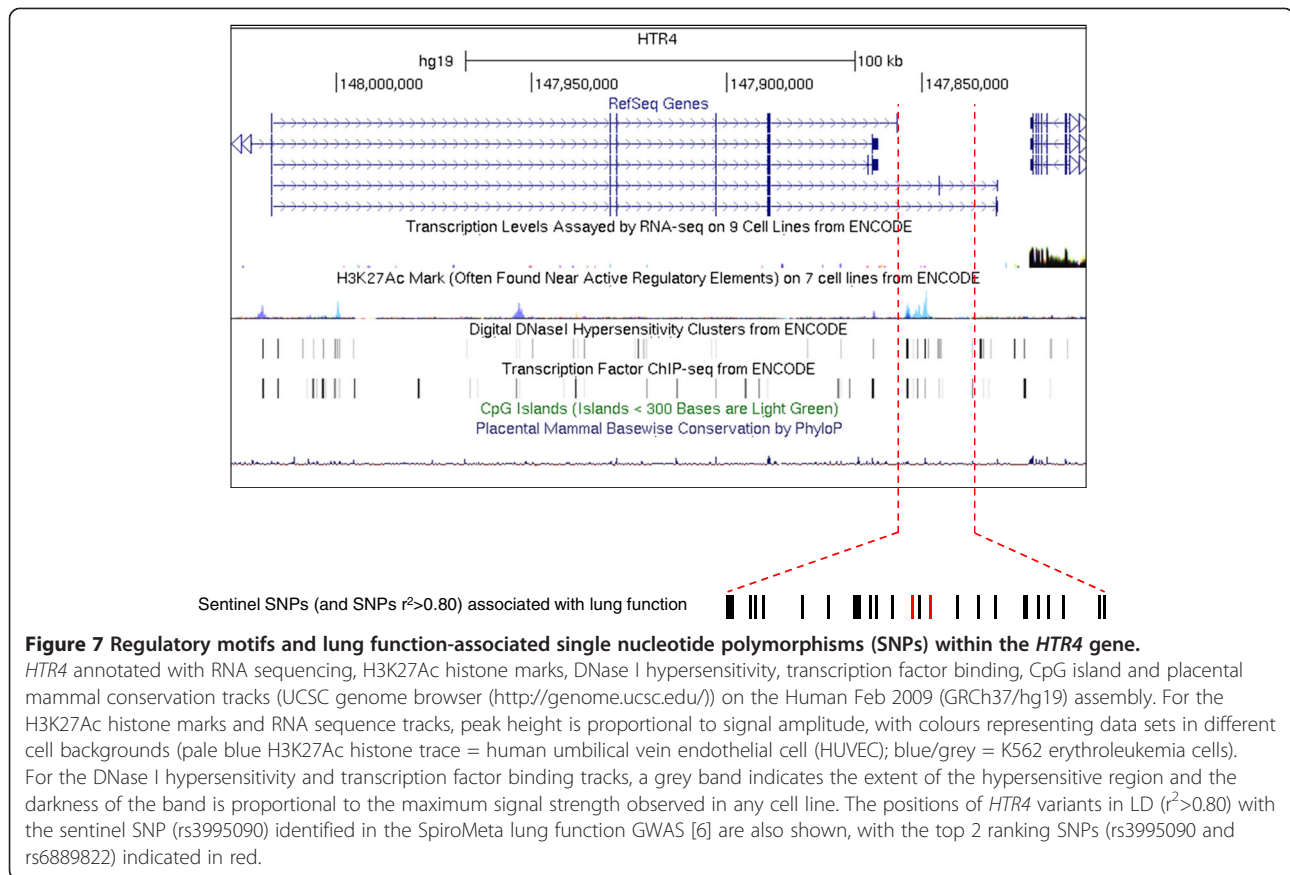 HTR4
hg19 100 kb
148,000,000 147,950,000 147,900,000 147,850,000
RefSeq Genes
Transcription Levels Assayed by RNA-seq on 9 Cell Lines from ENCODE
H3K27Ac Mark (Often Found Near Active Regulatory Elements) on 7 cell lines from ENCODE
Digital DNaseI Hypersensitivity Clusters from ENCODE
Transcription Factor ChIP-seq from ENCODE
CpG Islands (Islands < 300 Bases are Light Green)
Placental Mammal Basewise Conservation by PhyloP
Sentinel SNPs (and SNPs r²>0.80) associated with lung function
Figure 7 Regulatory motifs and lung function-associated single nucleotide polymorphisms (SNPs) within the HTR4 gene.
HTR4 annotated with RNA sequencing, H3K27Ac histone marks, DNase I hypersensitivity, transcription factor binding, CpG island and placental
mammal conservation tracks (UCSC genome browser (http://genome.ucsc.edu/)) on the Human Feb 2009 (GRCh37/hg19) assembly. For the
H3K27Ac histone marks and RNA sequence tracks, peak height is proportional to signal amplitude, with colours representing data sets in different
cell backgrounds (pale blue H3K27Ac histone trace = human umbilical vein endothelial cell (HUVEC); blue/grey = K562 erythroleukemia cells).
For the DNase I hypersensitivity and transcription factor binding tracks, a grey band indicates the extent of the hypersensitive region and the
darkness of the band is proportional to the maximum signal strength observed in any cell line. The positions of HTR4 variants in LD (r²>0.80) with
the sentinel SNP (rs3995090) identified in the SpiroMeta lung function GWAS [6] are also shown, with the top 2 ranking SNPs (rs3995090 and
rs6889822) indicated in red.